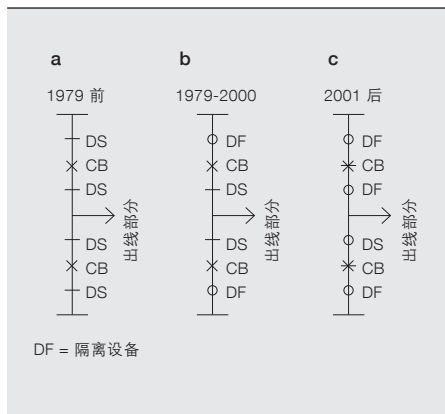 a b c
1979 前 1979-2000 2001 后
DS DF DF
CB CB CB
DS DS DF
出线部分 出线部分 出线部分
DS DS DS
CB CB CB
DS DF DF
DF = 隔离设备